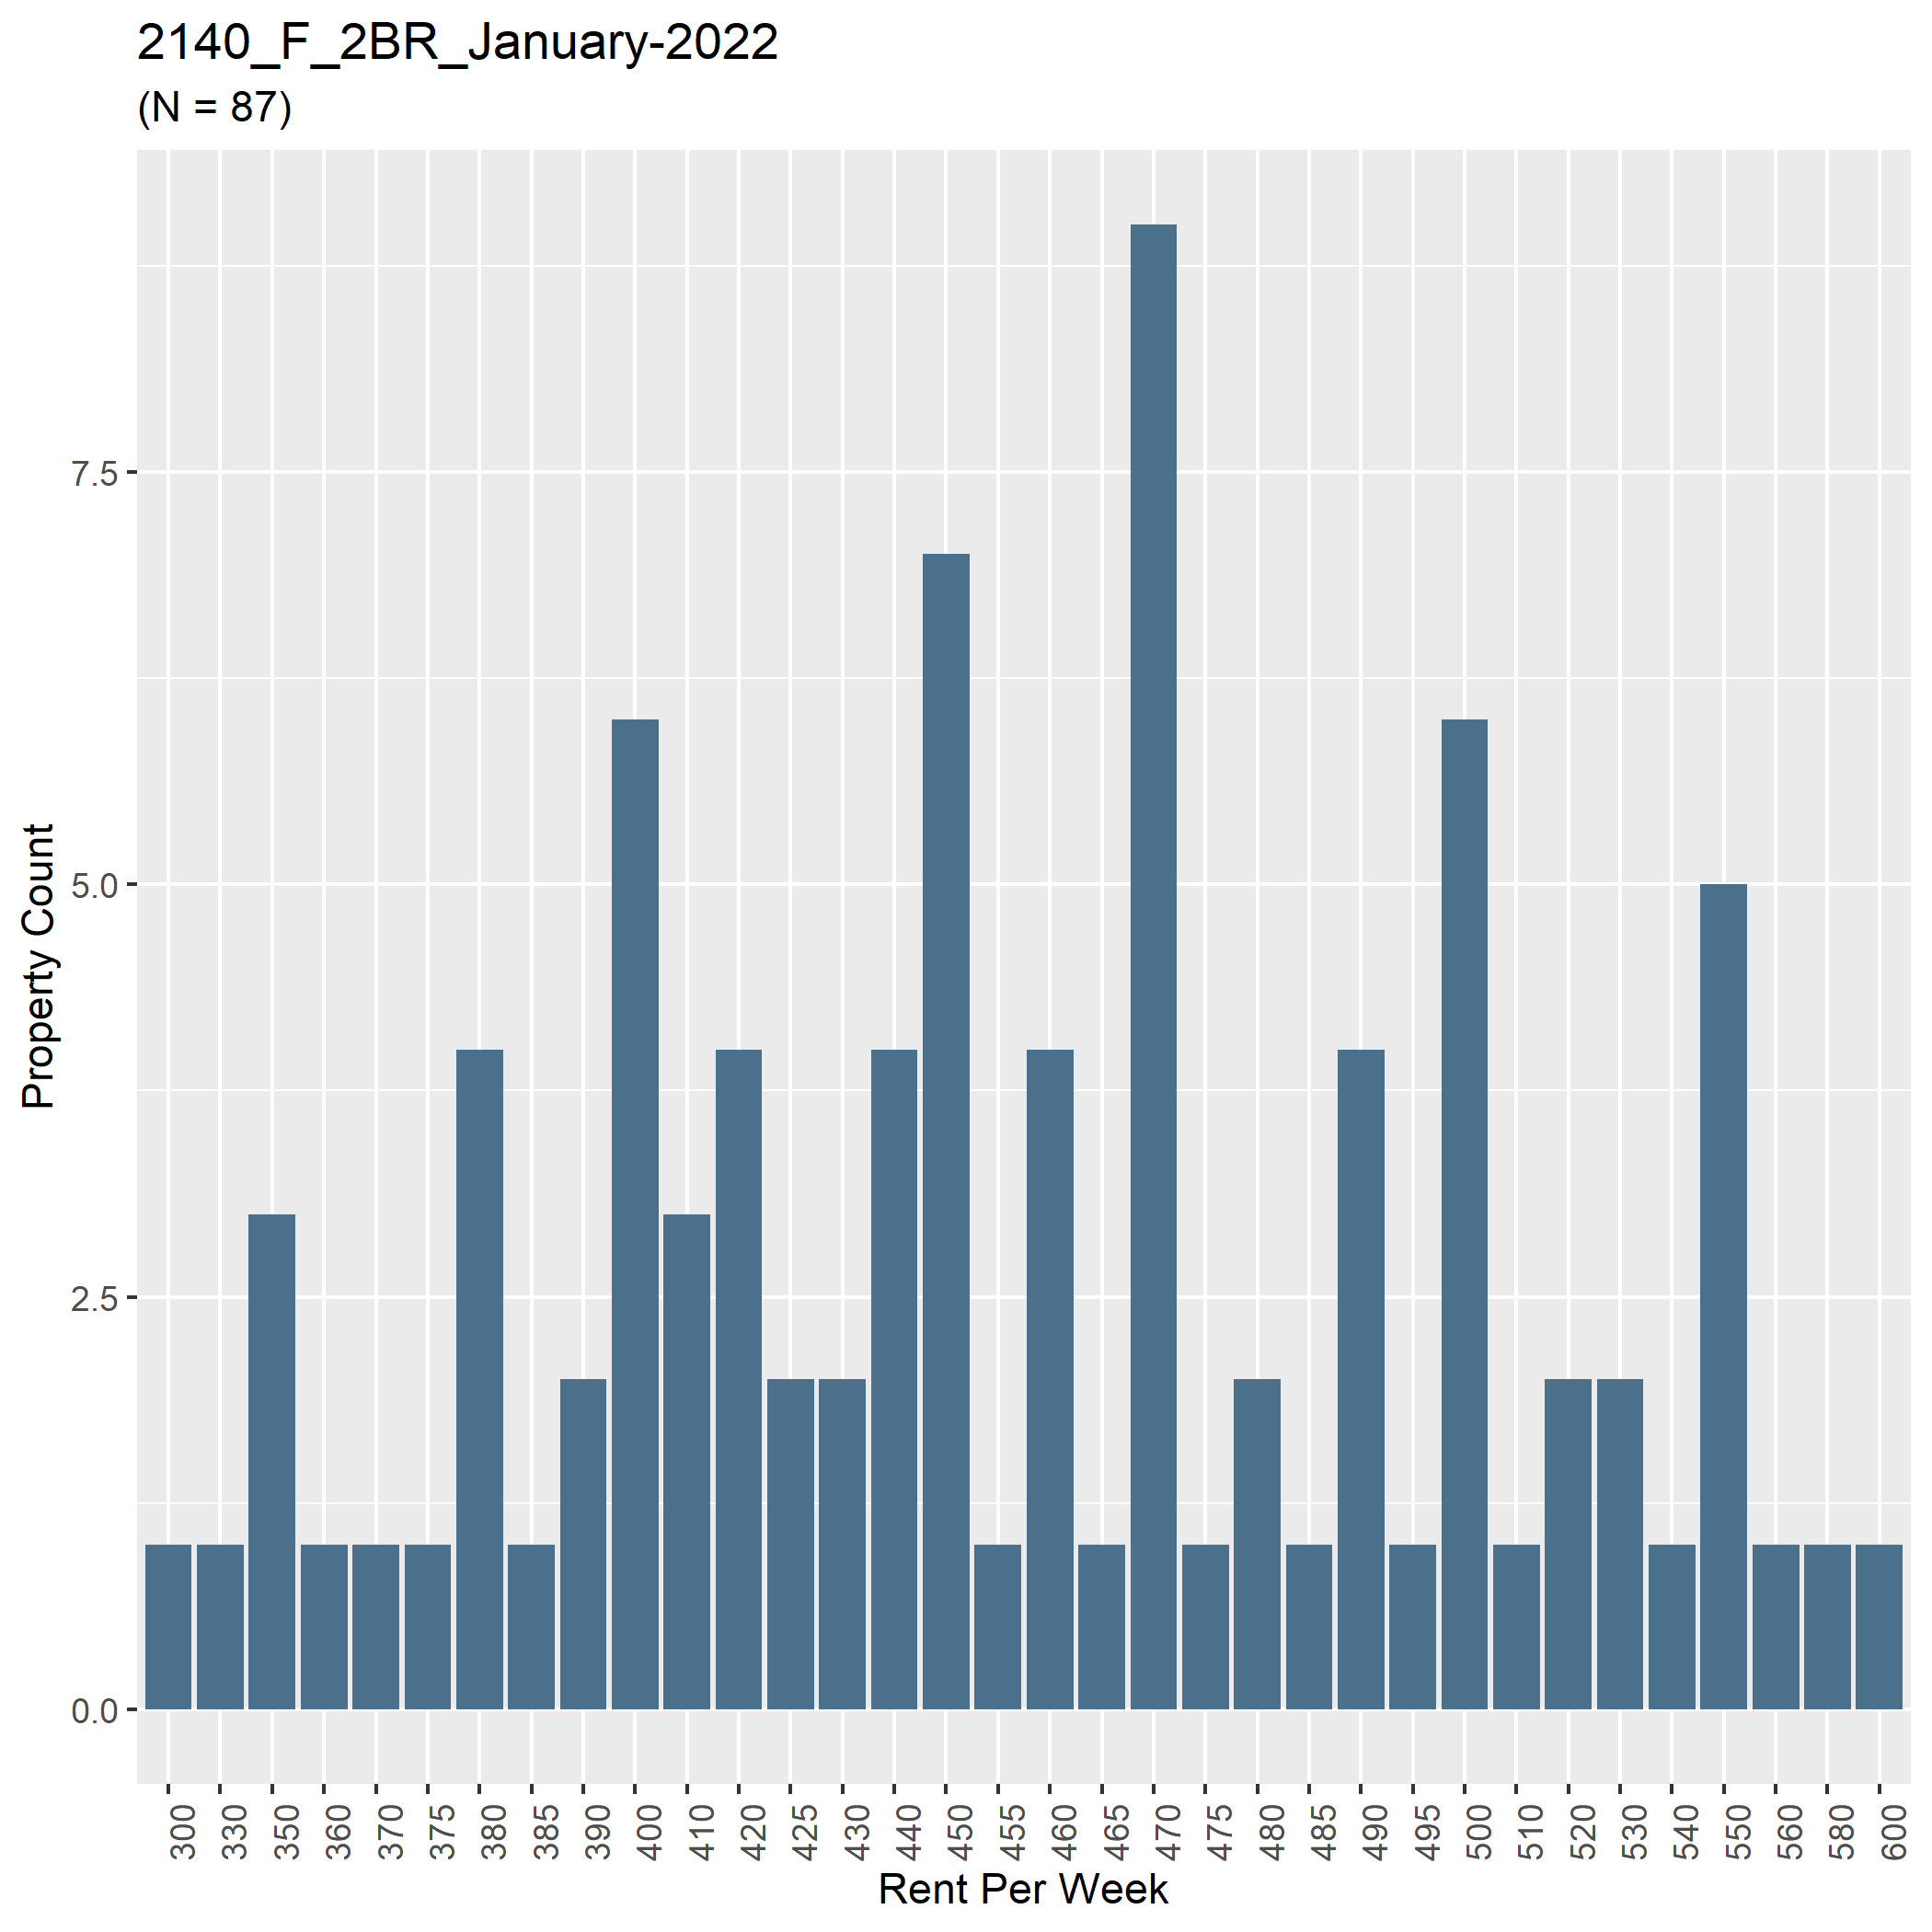 2140_F_2BR_January-2022
(N = 87)
Property Count
7.5
5.0
2.5
0.0
300 330 350 360 370 375 380 385 390 400 410 420 425 430 440 450 455 460 465 470 475 480 485 490 495 500 510 520 530 540 550 560 580 600
Rent Per Week